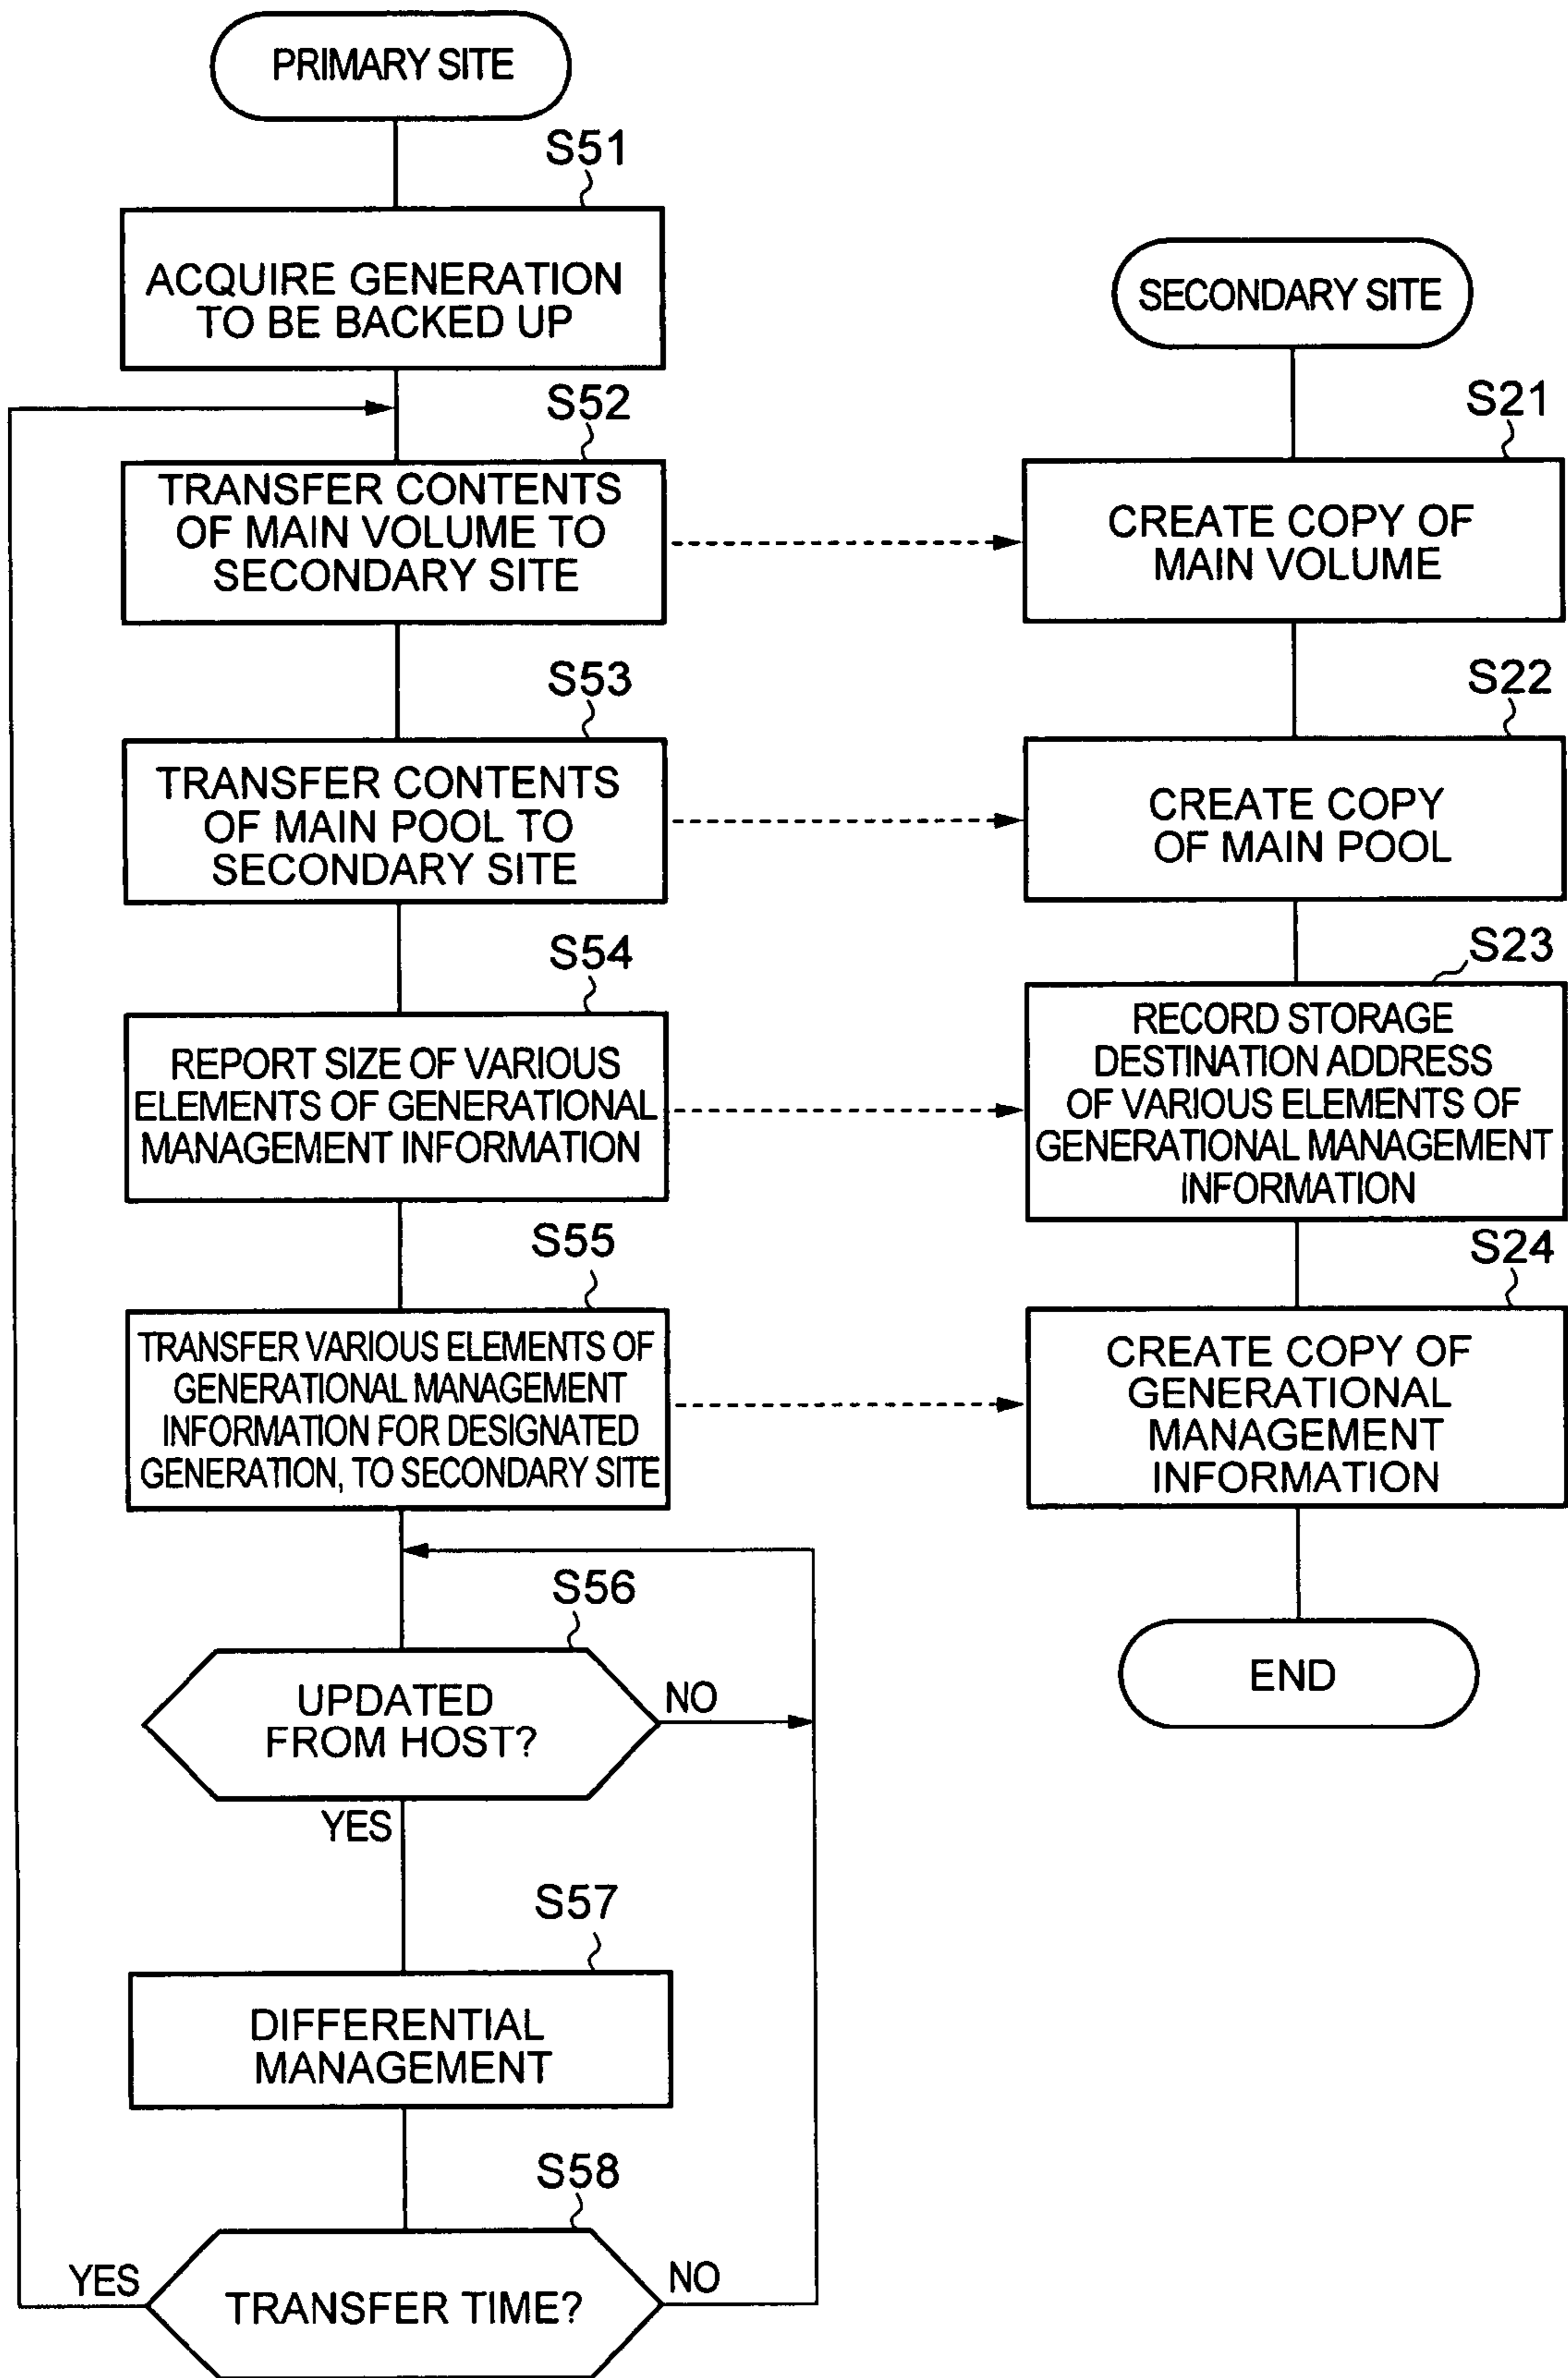 PRIMARY SITE
S51
ACQUIRE GENERATION
TO BE BACKED UP
S52
TRANSFER CONTENTS
OF MAIN VOLUME TO
SECONDARY SITE
S53
TRANSFER CONTENTS
OF MAIN POOL TO
SECONDARY SITE
S54
REPORT SIZE OF VARIOUS
ELEMENTS OF GENERATIONAL
MANAGEMENT INFORMATION
S55
TRANSFER VARIOUS ELEMENTS OF
GENERATIONAL MANAGEMENT
INFORMATION FOR DESIGNATED
GENERATION, TO SECONDARY SITE
S56
UPDATED
FROM HOST?
NO
YES
S57
DIFFERENTIAL
MANAGEMENT
S58
YES
TRANSFER TIME?
NO
SECONDARY SITE
S21
CREATE COPY OF
MAIN VOLUME
S22
CREATE COPY
OF MAIN POOL
S23
RECORD STORAGE
DESTINATION ADDRESS
OF VARIOUS ELEMENTS OF
GENERATIONAL MANAGEMENT
INFORMATION
S24
CREATE COPY OF
GENERATIONAL
MANAGEMENT
INFORMATION
END